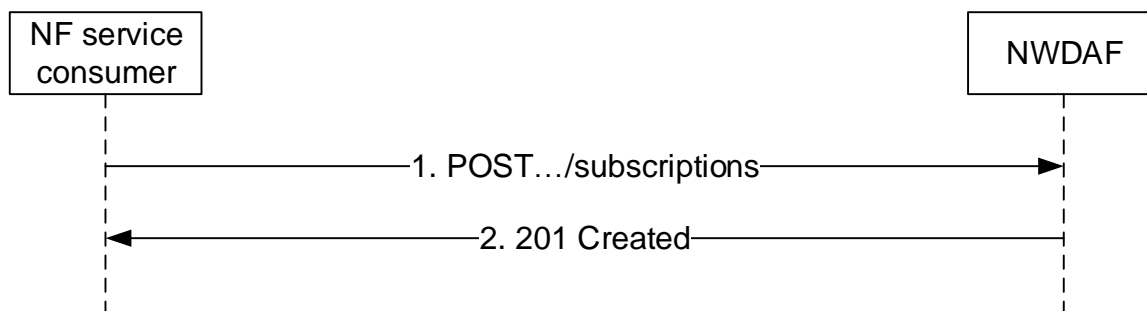 NF service
consumer
NWDAF
1. POST…/subscriptions
2. 201 Created